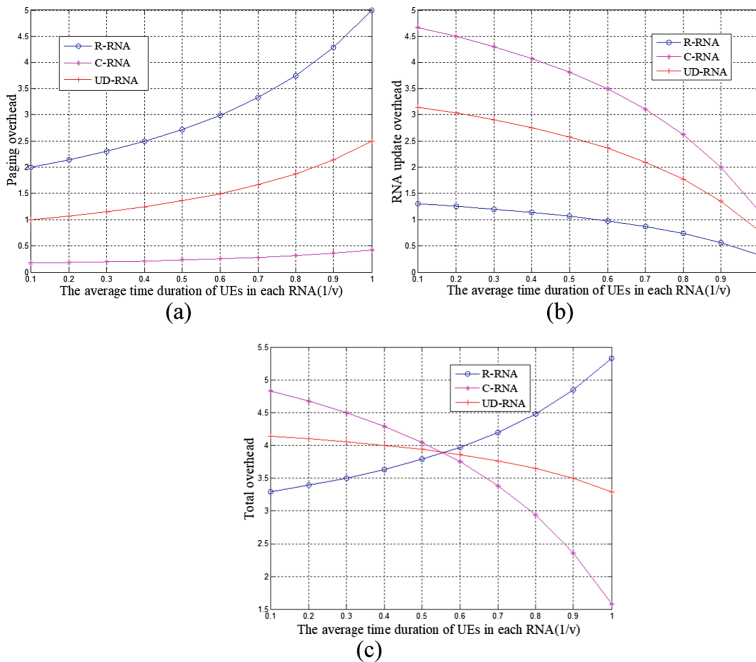 5
4.5
4
3.5
3
2.5
2
1.5
1
0.5
0
Paging overhead
R-RNA
C-RNA
UD-RNA
0.1 0.2 0.3 0.4 0.5 0.6 0.7 0.8 0.9 1
The average time duration of UEs in each RNA(1/v)
(a)
5
4.5
4
3.5
3
2.5
2
1.5
1
0.5
0
RNA update overhead
R-RNA
C-RNA
UD-RNA
0.1 0.2 0.3 0.4 0.5 0.6 0.7 0.8 0.9
The average time duration of UEs in each RNA(1/v)
(b)
5.5
5
4.5
4
3.5
3
2.5
2
1.5
Total overhead
R-RNA
C-RNA
UD-RNA
0.1 0.2 0.3 0.4 0.5 0.6 0.7 0.8 0.9 1
The average time duration of UEs in each RNA(1/v)
(c)